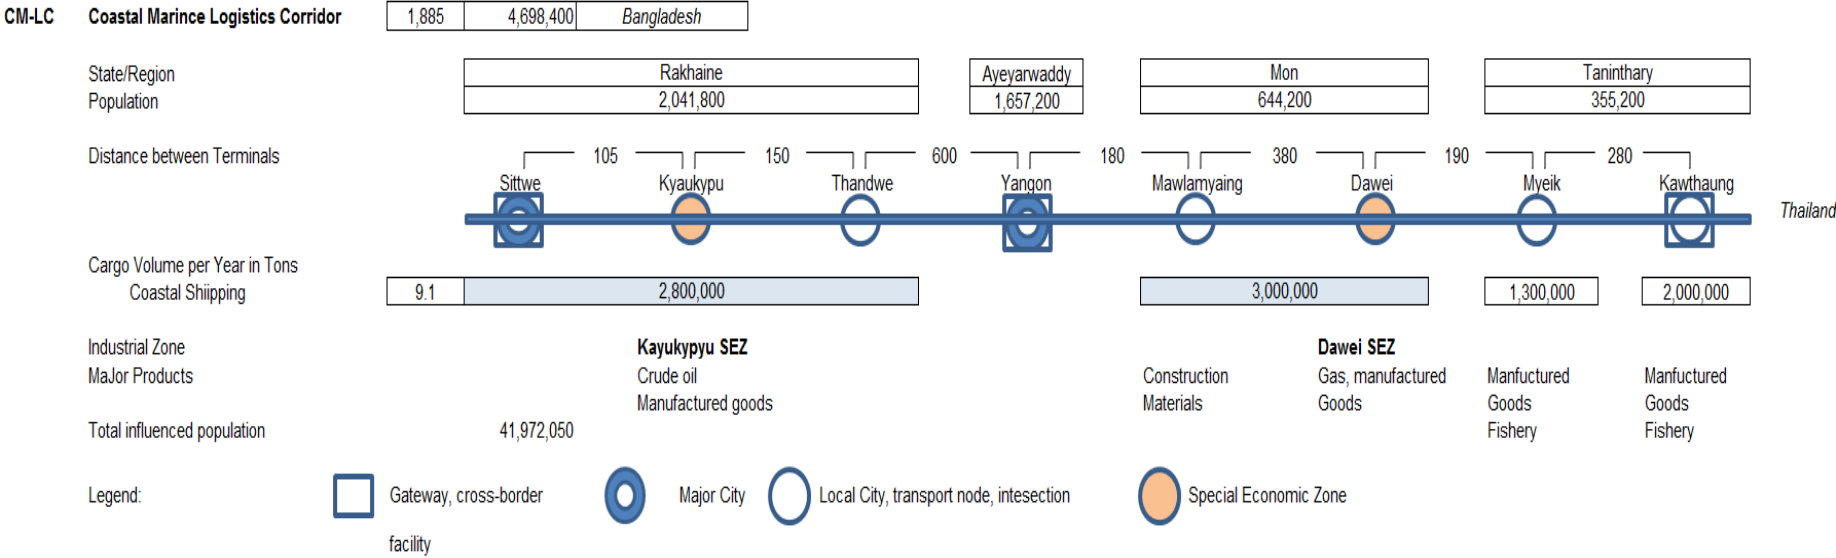 CM-LC Coastal Marince Logistics Corridor 1,885 4,698,400 Bangladesh
State/Region Rakhaine Ayeyarwaddy Mon Taninthary
Population 2,041,800 1,657,200 644,200 355,200
Distance between Terminals 105 150 600 180 380 190 280
Sittwe Kyaukypu Thandwe Yangon Mawlamyaing Dawei Myeik Kawthaung
Thailand
Cargo Volume per Year in Tons
Coastal Shiipping 9.1 2,800,000 3,000,000 1,300,000 2,000,000
Industrial Zone Kayukypyu SEZ Dawei SEZ
MaJor Products Crude oil Construction Gas, manufactured Manfuctured Manfuctured
Manufactured goods Materials Goods Goods Goods
Total influenced population 41,972,050 Fishery Fishery
Legend: Gateway, cross-border Major City Local City, transport node, intesection Special Economic Zone
facility